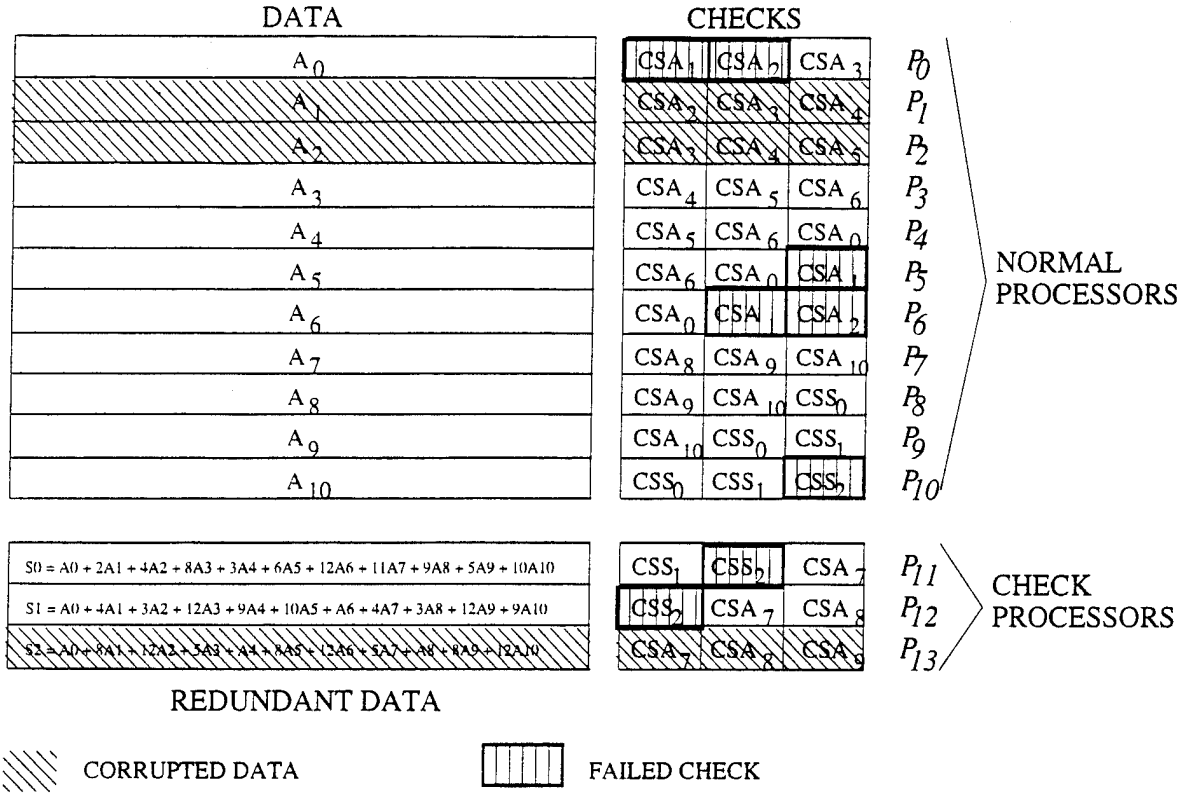 DATA CHECKS
A0 CSA1 CSA2 CSA3 P0
A1 CSA2 CSA3 CSA4 P1
A2 CSA3 CSA4 CSA5 P2
A3 CSA4 CSA5 CSA6 P3
A4 CSA5 CSA6 CSA0 P4
A5 CSA6 CSA0 CSA1 P5
A6 CSA0 CSA1 CSA2 P6
A7 CSA8 CSA9 CSA10 P7
A8 CSA9 CSA10 CSS0 P8
A9 CSA10 CSS0 CSS1 P9
A10 CSS0 CSS1 CSS2 P10
NORMAL
PROCESSORS
S0 = A0 + 2A1 + 4A2 + 8A3 + 3A4 + 6A5 + 12A6 + 11A7 + 9A8 + 5A9 + 10A10 CSS1 CSS2 CSA7 P11
S1 = A0 + 4A1 + 3A2 + 12A3 + 9A4 + 10A5 + A6 + 4A7 + 3A8 + 12A9 + 9A10 CSS2 CSA7 CSA8 P12
S2 = A0 + 8A1 + 12A2 + 5A3 + A4 + 8A5 + 12A6 + 5A7 + A8 + 8A9 + 12A10 CSA7 CSA8 CSA9 P13
CHECK
PROCESSORS
REDUNDANT DATA
CORRUPTED DATA FAILED CHECK